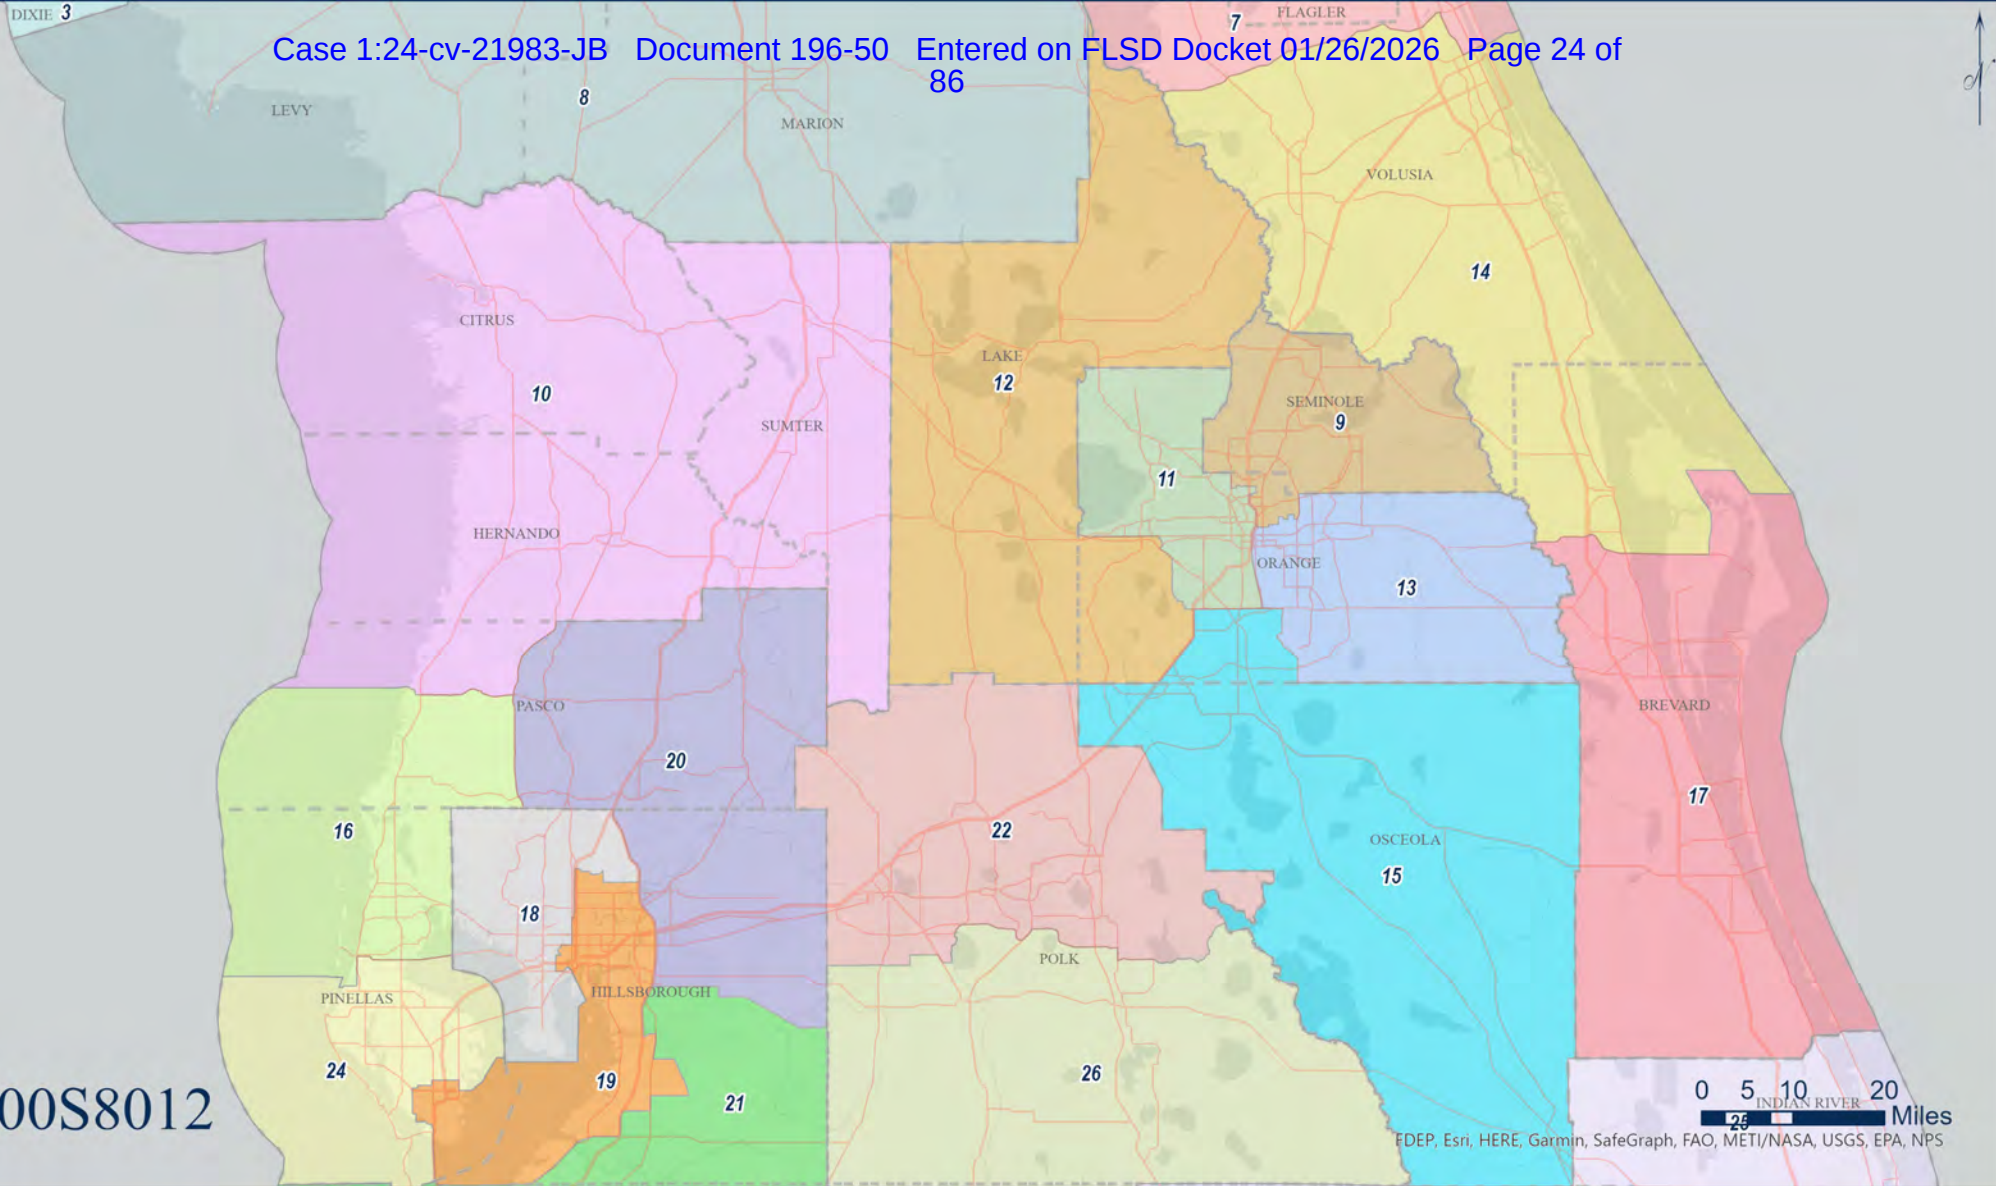 DIXIE 3
7
FLAGLER
Case 1:24-cv-21983-JB Document 196-50 Entered on FLSD Docket 01/26/2026 Page 24 of
86
N
LEVY
8
MARION
VOLUSIA
14
CITRUS
LAKE
12
10
SUMTER
SEMINOLE
9
11
HERNANDO
ORANGE
13
PASCO
BREVARD
20
17
16
22
OSCEOLA
15
18
POLK
PINELLAS
HILLSBOROUGH
24
19
26
21
00S8012
0 5 10 20
INDIAN RIVER
Miles
25
FDEP, Esri, HERE, Garmin, SafeGraph, FAO, METI/NASA, USGS, EPA, NPS